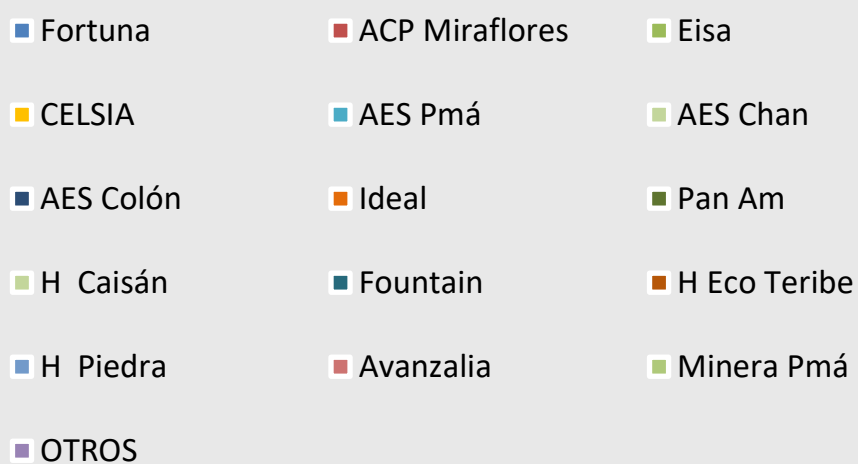 Fortuna ACP Miraflores Eisa
CELSIA AES Pmá AES Chan
AES Colón Ideal Pan Am
H Caisán Fountain H Eco Teribe
H Piedra Avanzalia Minera Pmá
OTROS